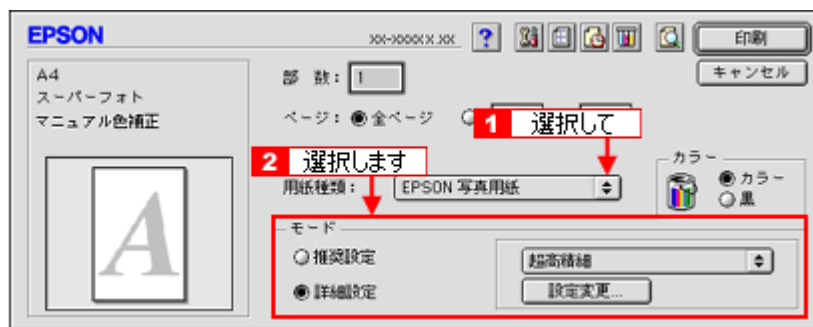 EPSON
XX-XXXX X.XX
?
印刷
キャンセル
A4
スーパーフォト
マニュアル色補正
A
部 数: 1
ページ: 全ページ
1 選択して
2 選択します
用紙種類: EPSON 写真用紙
カラー
カラー
黒
モード
推奨設定
超高精細
詳細設定
設定変更...